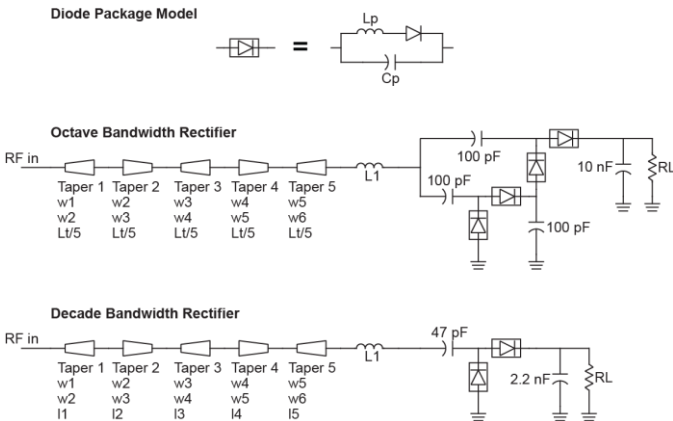 Diode Package Model
Lp
=
Cp
Octave Bandwidth Rectifier
RF in
Taper 1 Taper 2 Taper 3 Taper 4 Taper 5
w1 w2 w3 w4 w5
w2 w3 w4 w5 w6
Lt/5 Lt/5 Lt/5 Lt/5 Lt/5
L1
100 pF
100 pF
100 pF
10 nF
RL
Decade Bandwidth Rectifier
RF in
Taper 1 Taper 2 Taper 3 Taper 4 Taper 5
w1 w2 w3 w4 w5
w2 w3 w4 w5 w6
l1 l2 l3 l4 l5
L1
47 pF
2.2 nF
RL